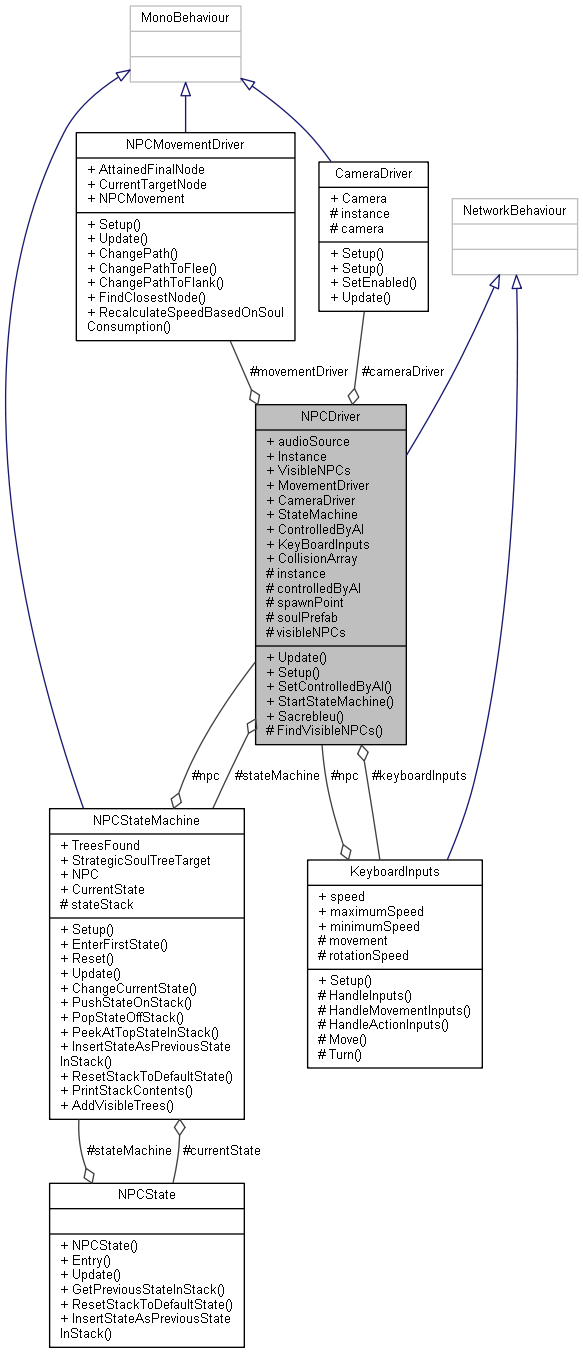 MonoBehaviour
NPCMovementDriver
+ AttainedFinalNode
+ CurrentTargetNode
+ NPCMovement
+ Setup()
+ Update()
+ ChangePath()
+ ChangePathToFlee()
+ ChangePathToFlank()
+ FindClosestNode()
+ RecalculateSpeedBasedOnSoul
Consumption()
CameraDriver
+ Camera
# instance
# camera
+ Setup()
+ Setup()
+ SetEnabled()
+ Update()
NetworkBehaviour
#movementDriver
#cameraDriver
NPCDriver
+ audioSource
+ Instance
+ VisibleNPCs
+ MovementDriver
+ CameraDriver
+ StateMachine
+ ControlledByAI
+ KeyBoardInputs
+ CollisionArray
# instance
# controlledByAI
# spawnPoint
# soulPrefab
# visibleNPCs
+ Update()
+ Setup()
+ SetControlledByAI()
+ StartStateMachine()
+ Sacrebleu()
# FindVisibleNPCs()
#npc
#stateMachine
#npc
#keyboardInputs
NPCStateMachine
+ TreesFound
+ StrategicSoulTreeTarget
+ NPC
+ CurrentState
# stateStack
+ Setup()
+ EnterFirstState()
+ Reset()
+ Update()
+ ChangeCurrentState()
+ PushStateOnStack()
+ PopStateOffStack()
+ PeekAtTopStateInStack()
+ InsertStateAsPreviousState
InStack()
+ ResetStackToDefaultState()
+ PrintStackContents()
+ AddVisibleTrees()
KeyboardInputs
+ speed
+ maximumSpeed
+ minimumSpeed
# movement
# rotationSpeed
+ Setup()
# HandleInputs()
# HandleMovementInputs()
# HandleActionInputs()
# Move()
# Turn()
#stateMachine
#currentState
NPCState
+ NPCState()
+ Entry()
+ Update()
+ GetPreviousStateInStack()
+ ResetStackToDefaultState()
+ InsertStateAsPreviousState
InStack()